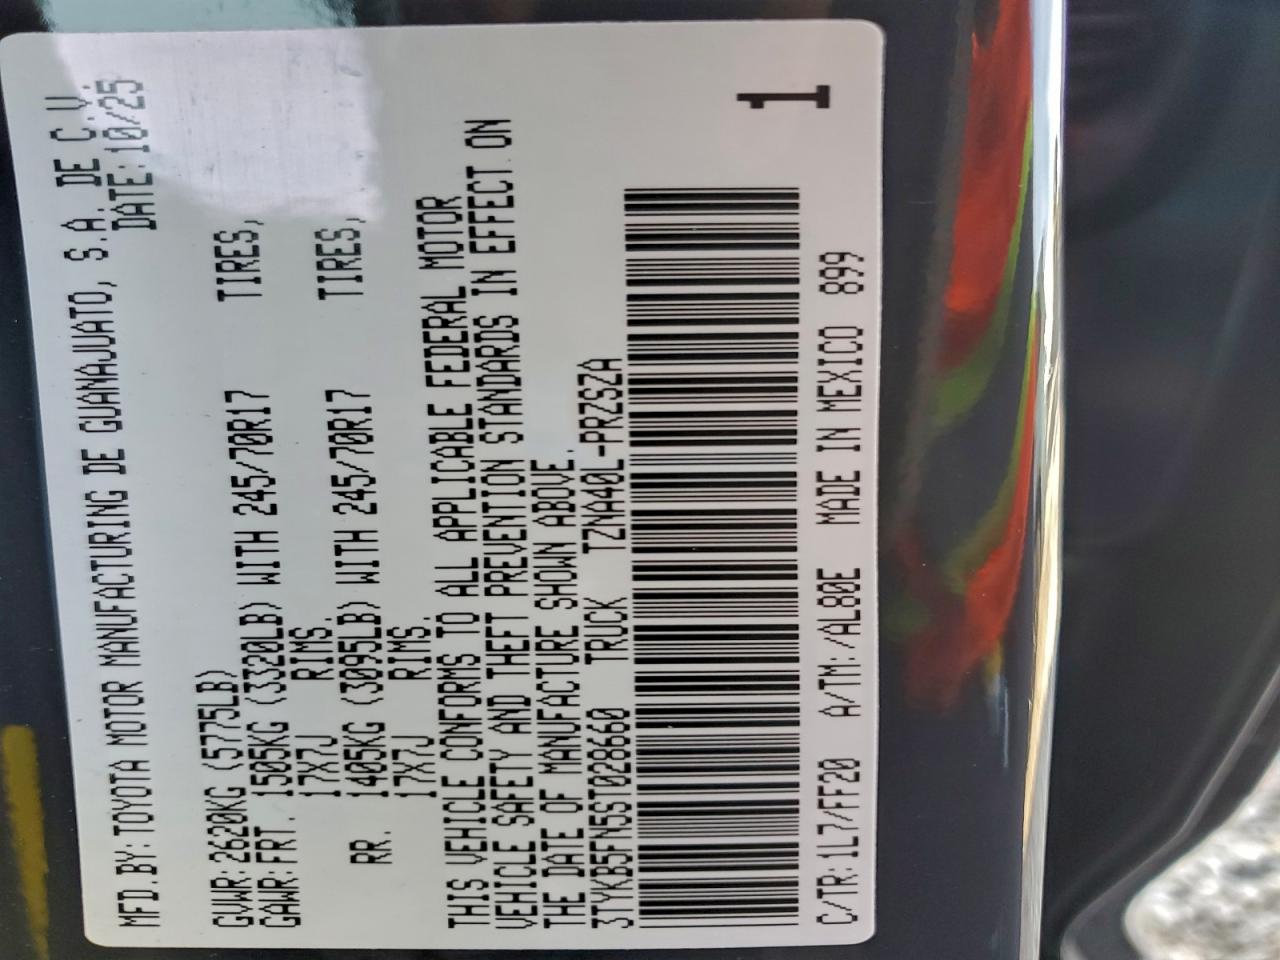 MFD.BY:TOYOTA MOTOR MANUFACTURING DE GUANAJUATO, S.A. DE C.V.
DATE:10/25
GVWR:2620KG (5775LB)
GAWR:FRT. 1505KG (3320LB) WITH 245/70R17 TIRES,
17X7J RIMS.
RR. 1405KG (3095LB) WITH 245/70R17 TIRES,
17X7J RIMS.
THIS VEHICLE CONFORMS TO ALL APPLICABLE FEDERAL MOTOR
VEHICLE SAFETY AND THEFT PREVENTION STANDARDS IN EFFECT ON
THE DATE OF MANUFACTURE SHOWN ABOVE.
3TYKB5FN5ST028660 TRUCK TZNA40L-PRZSZA
1
C/TR:1L7/FF20 A/TM:/AL80E MADE IN MEXICO 899